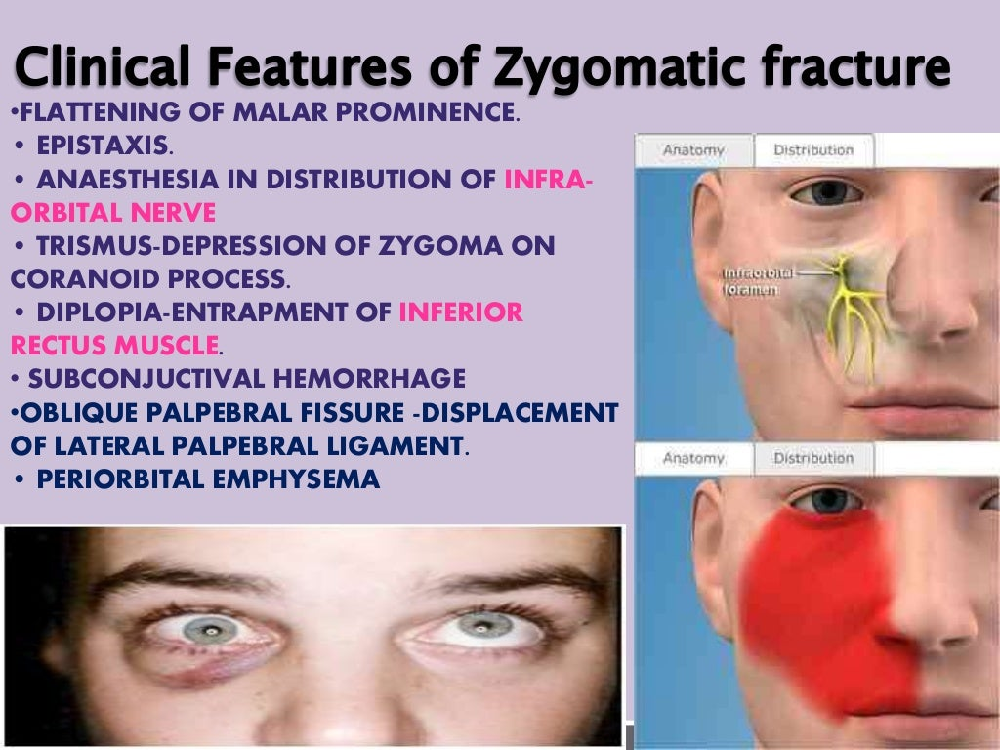 Clinical Features of Zygomatic fracture
•FLATTENING OF MALAR PROMINENCE.
• EPISTAXIS.
• ANAESTHESIA IN DISTRIBUTION OF INFRA-
ORBITAL NERVE
• TRISMUS-DEPRESSION OF ZYGOMA ON
CORANOID PROCESS.
• DIPLOPIA-ENTRAPMENT OF INFERIOR
RECTUS MUSCLE.
• SUBCONJUCTIVAL HEMORRHAGE
•OBLIQUE PALPEBRAL FISSURE -DISPLACEMENT
OF LATERAL PALPEBRAL LIGAMENT.
• PERIORBITAL EMPHYSEMA
Anatomy Distribution
Infraorbital
foramen
Anatomy Distribution